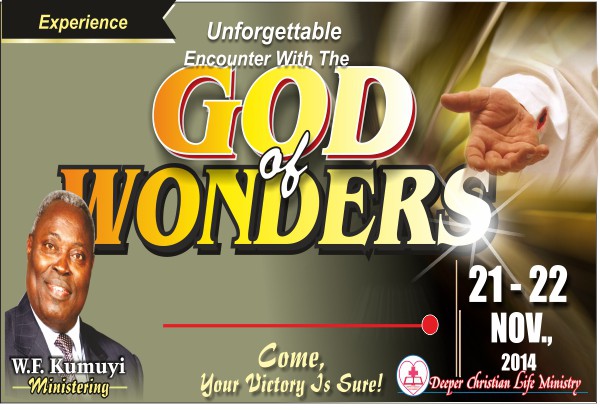 Experience
Unforgettable
Encounter With The
GOD
of
WONDERS
21 - 22
NOV.,
2014
W.F. Kumuyi
Ministering
Come,
Your Victory Is Sure!
Deeper Christian Life Ministry